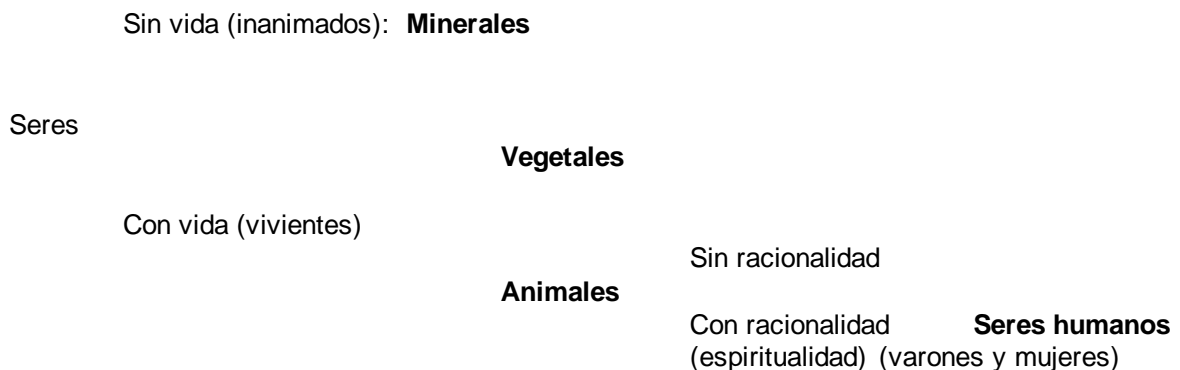 Sin vida (inanimados): Minerales
Seres
Vegetales
Con vida (vivientes)
Sin racionalidad
Animales
Con racionalidad Seres humanos
(espiritualidad) (varones y mujeres)